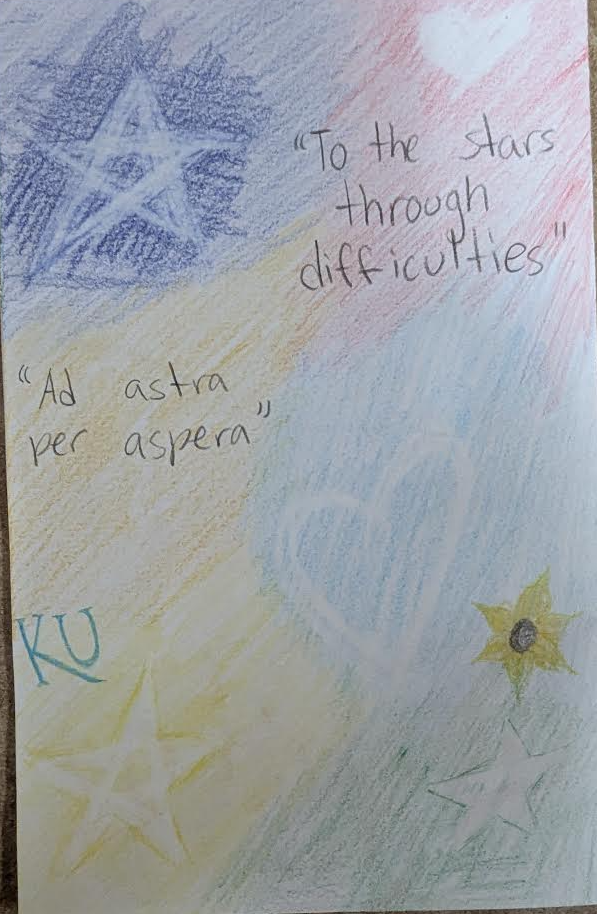 "To the stars
through
difficulties"
"Ad astra
per aspera"
KU